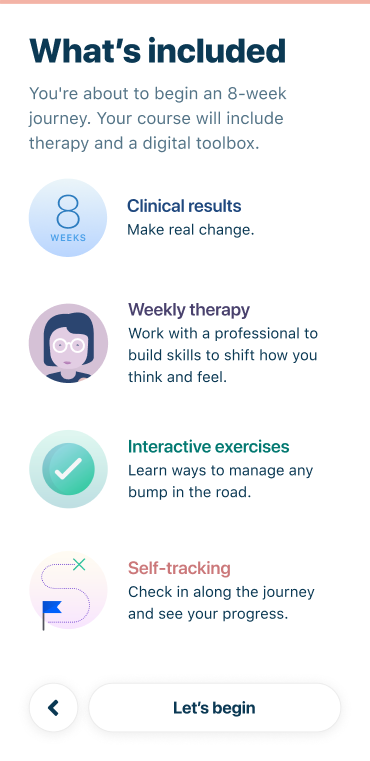 What's included
You're about to begin an 8-week
journey. Your course will include
therapy and a digital toolbox.
8
WEEKS
Clinical results
Make real change.
Weekly therapy
Work with a professional to
build skills to shift how you
think and feel.
Interactive exercises
Learn ways to manage any
bump in the road.
Self-tracking
Check in along the journey
and see your progress.
Let's begin